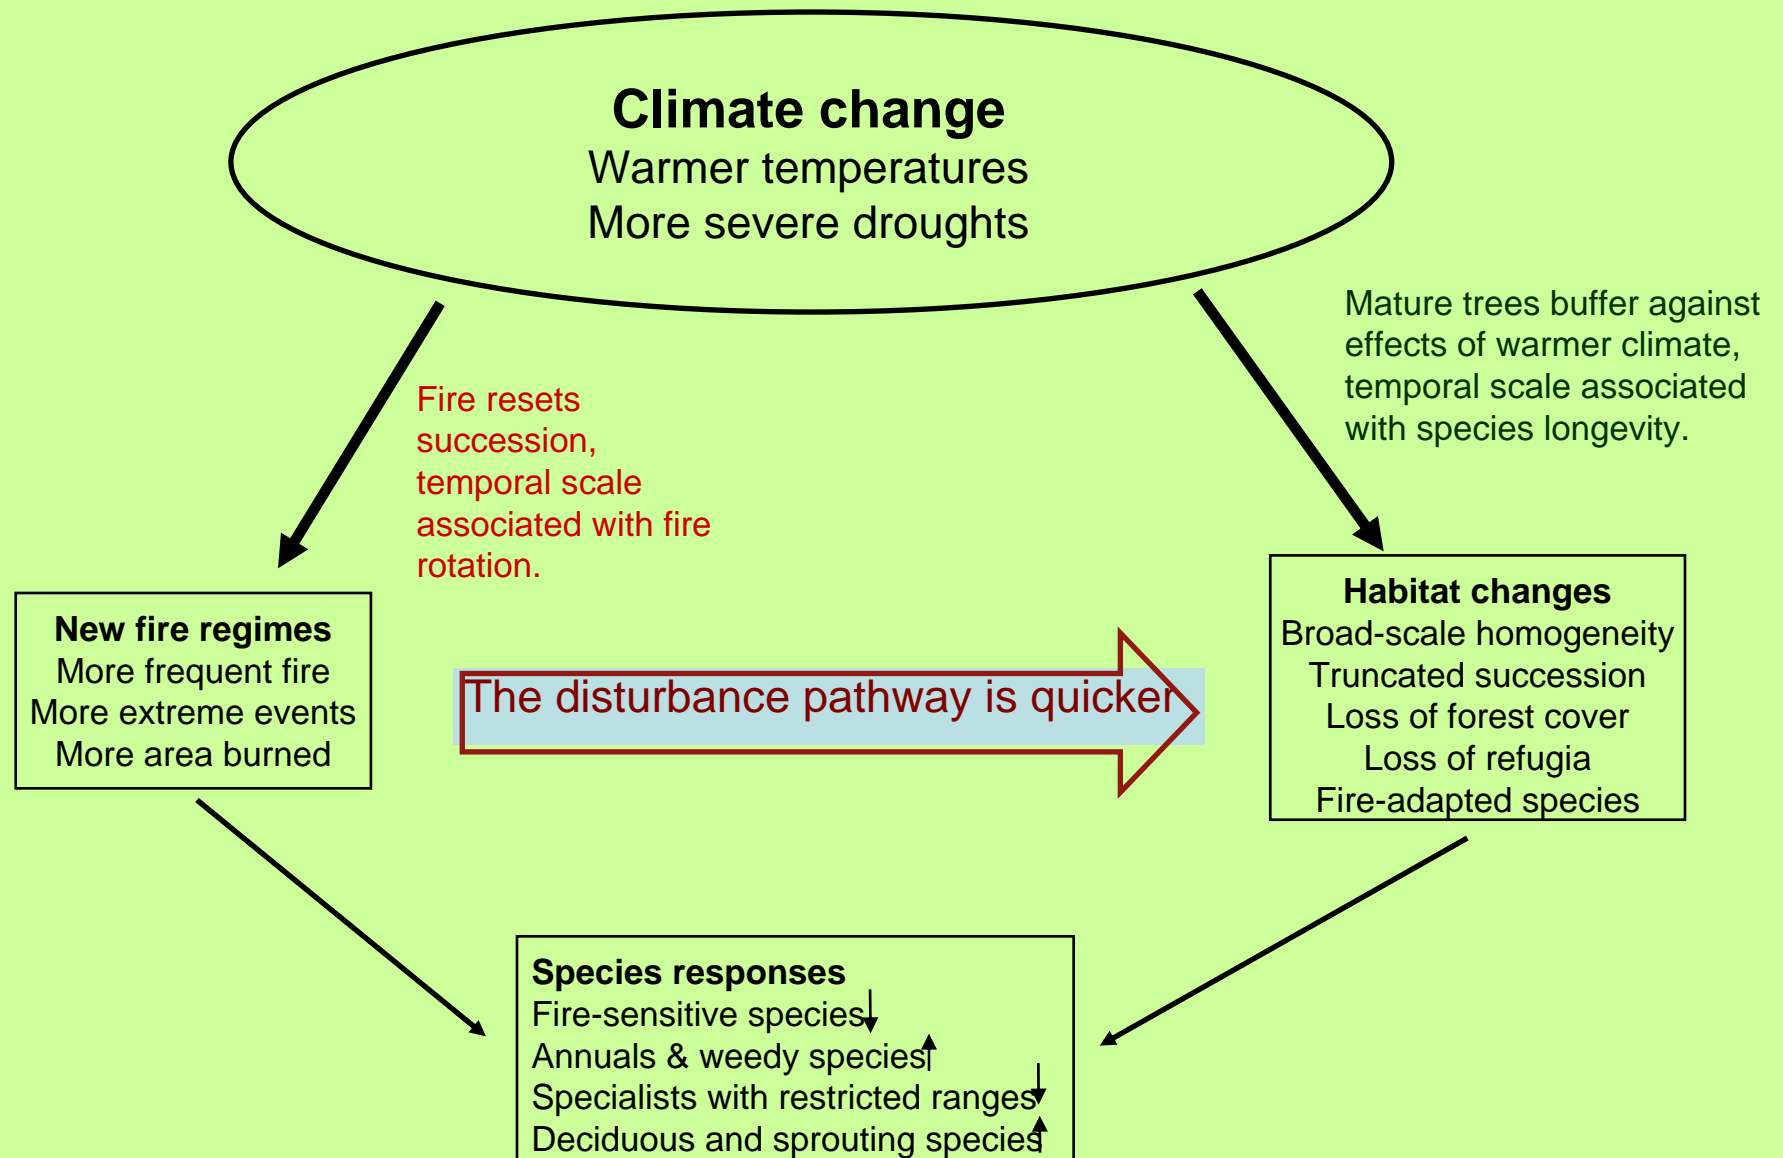 Climate change
Warmer temperatures
More severe droughts
Mature trees buffer against
effects of warmer climate,
temporal scale associated
with species longevity.
Fire resets
succession,
temporal scale
associated with fire
rotation.
New fire regimes
More frequent fire
More extreme events
More area burned
The disturbance pathway is quicker
Habitat changes
Broad-scale homogeneity
Truncated succession
Loss of forest cover
Loss of refugia
Fire-adapted species
Species responses
Fire-sensitive species
Annuals & weedy species
Specialists with restricted ranges
Deciduous and sprouting species